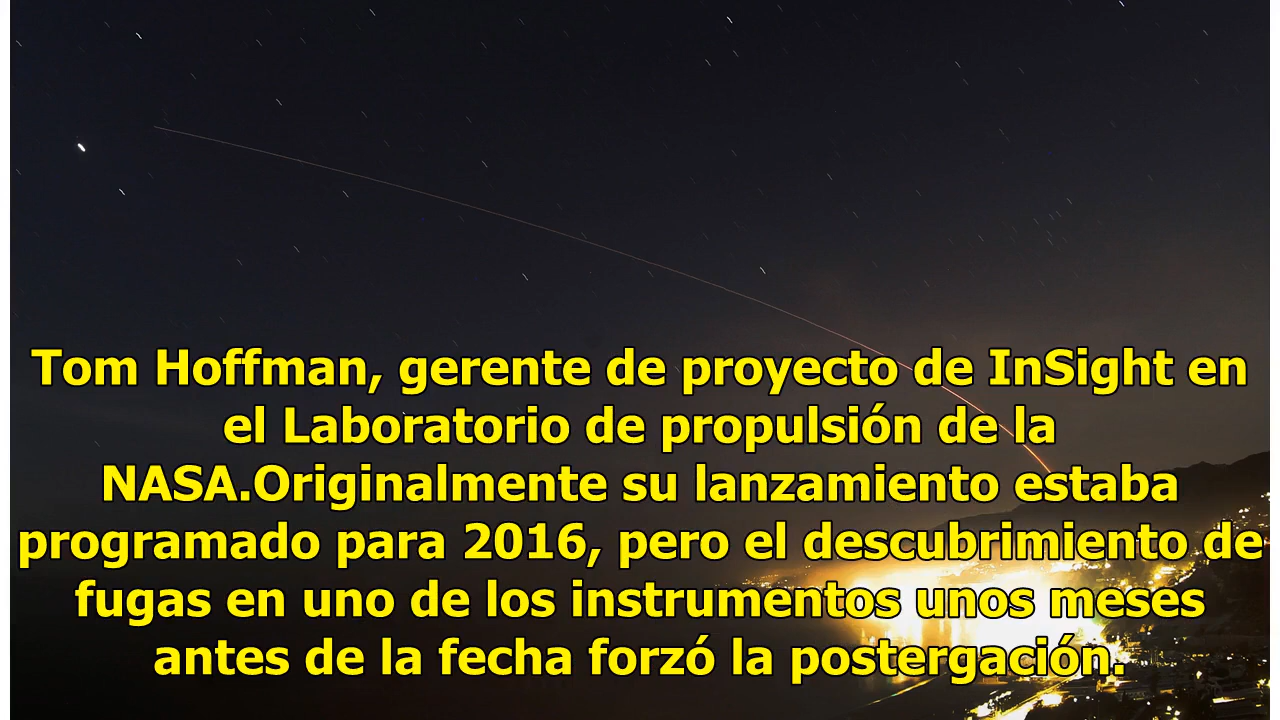 Tom Hoffman, gerente de proyecto de InSight en
el Laboratorio de propulsión de la
NASA.Originalmente su lanzamiento estaba
programado para 2016, pero el descubrimiento de
fugas en uno de los instrumentos unos meses
antes de la fecha forzó la postergación.